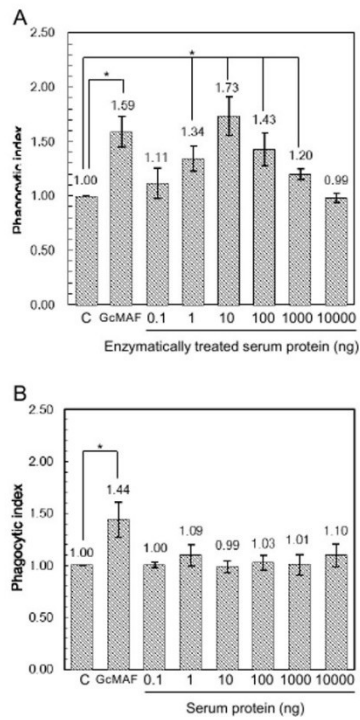 A
2.50
*
2.00
1.73
*
1.59
1.50
1.43
1.34
1.20
1.11
1.00
0.99
1.00
0.50
0.00
Phagocytic index
C GcMAF 0.1 1 10 100 1000 10000
Enzymatically treated serum protein (ng)
B
2.50
*
2.00
1.44
1.50
1.00 1.00 1.09 0.99 1.03 1.01 1.10
1.00
0.50
0.00
Phagocytic index
C GcMAF 0.1 1 10 100 1000 10000
Serum protein (ng)